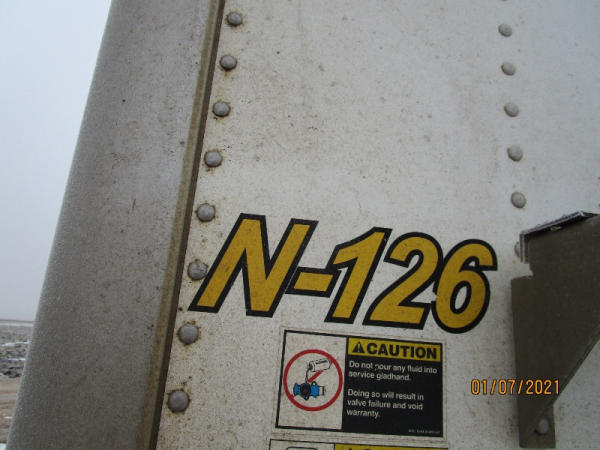 N-126
CAUTION
Do not pour any fluid into
service gladhand.
Doing so will result in
valve failure and void
warranty.
01/07/2021